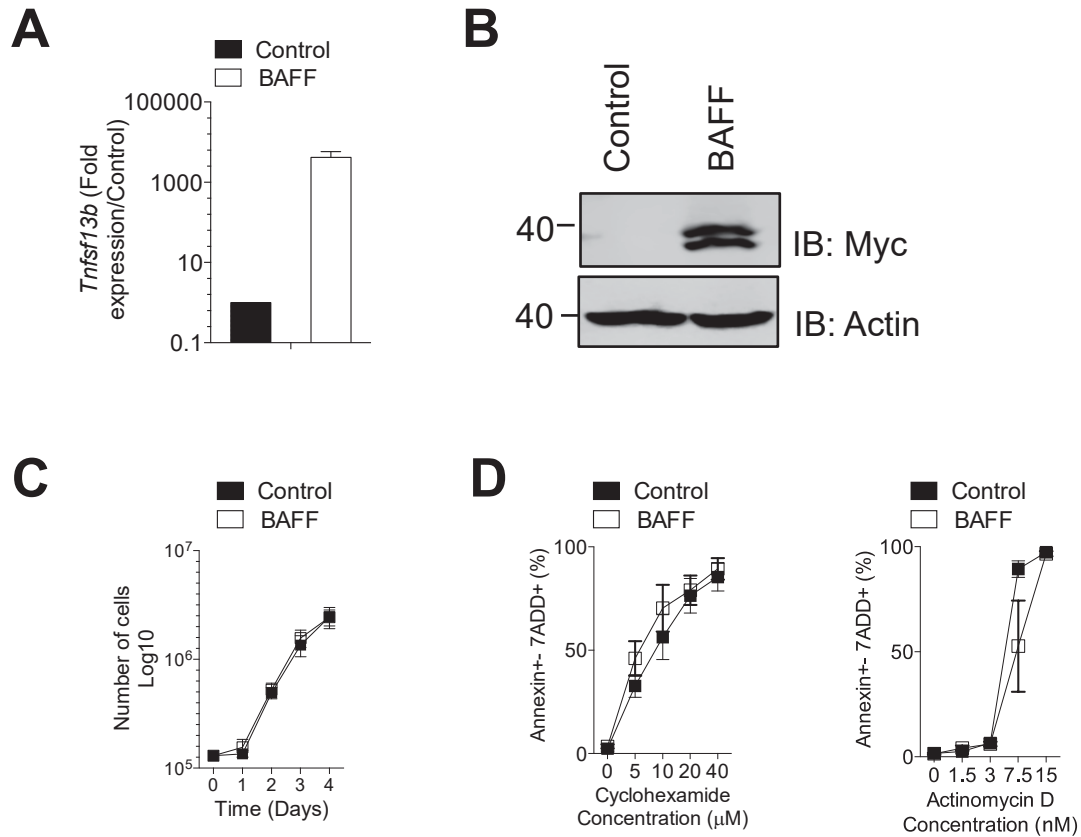 A
Control
BAFF
Tnfsf13b (Fold
expression/Control)
100000
1000
10
0.1
B
Control
BAFF
40
IB: Myc
40
IB: Actin
C
Control
BAFF
Number of cells
Log10
10^7
10^6
10^5
0 1 2 3 4
Time (Days)
D
Control
BAFF
Annexin+- 7ADD+ (%)
100
50
0
0 5 10 20 40
Cyclohexamide
Concentration (μM)
Control
BAFF
Annexin+- 7ADD+ (%)
100
50
0
0 1.5 3 7.5 15
Actinomycin D
Concentration (nM)